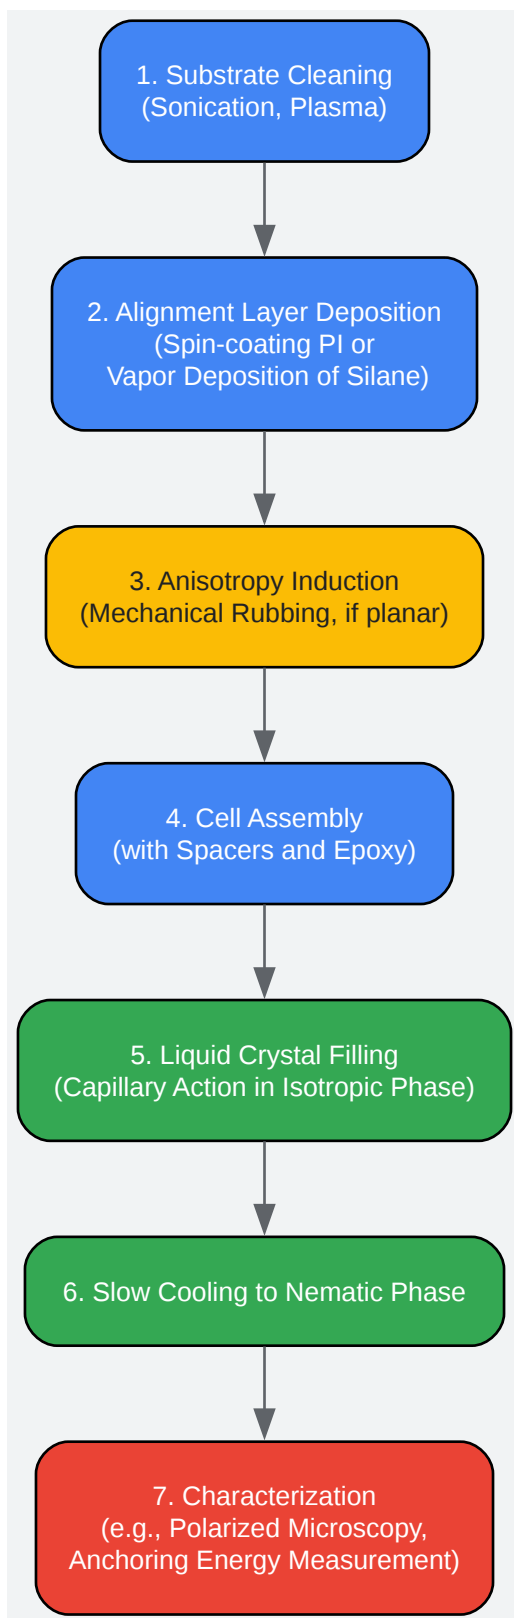 1. Substrate Cleaning
(Sonication, Plasma)
2. Alignment Layer Deposition
(Spin-coating PI or
Vapor Deposition of Silane)
3. Anisotropy Induction
(Mechanical Rubbing, if planar)
4. Cell Assembly
(with Spacers and Epoxy)
5. Liquid Crystal Filling
(Capillary Action in Isotropic Phase)
6. Slow Cooling to Nematic Phase
7. Characterization
(e.g., Polarized Microscopy,
Anchoring Energy Measurement)